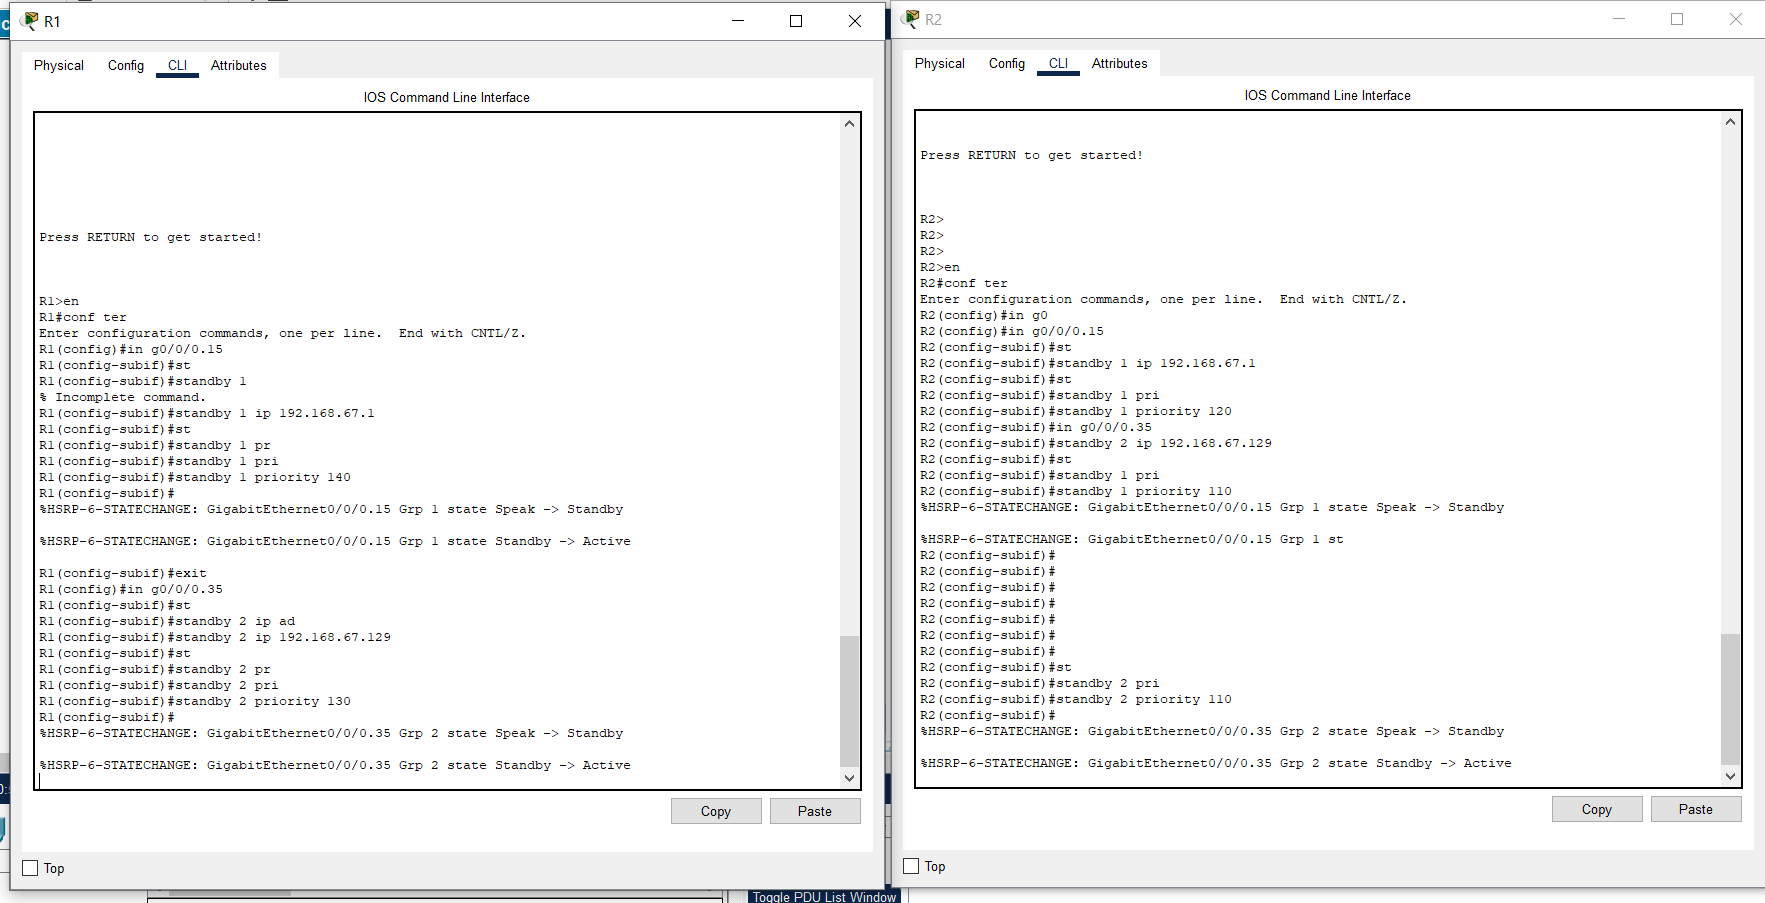 R1
Physical Config CLI Attributes
IOS Command Line Interface
Press RETURN to get started!
R1>en
R1#conf ter
Enter configuration commands, one per line.  End with CNTL/Z.
R1(config)#in g0/0/0.15
R1(config-subif)#st
R1(config-subif)#standby 1
% Incomplete command.
R1(config-subif)#standby 1 ip 192.168.67.1
R1(config-subif)#st
R1(config-subif)#standby 1 pr
R1(config-subif)#standby 1 pri
R1(config-subif)#standby 1 priority 140
R1(config-subif)#
%HSRP-6-STATECHANGE: GigabitEthernet0/0/0.15 Grp 1 state Speak -> Standby
%HSRP-6-STATECHANGE: GigabitEthernet0/0/0.15 Grp 1 state Standby -> Active
R1(config-subif)#exit
R1(config)#in g0/0/0.35
R1(config-subif)#st
R1(config-subif)#standby 2 ip ad
R1(config-subif)#standby 2 ip 192.168.67.129
R1(config-subif)#st
R1(config-subif)#standby 2 pr
R1(config-subif)#standby 2 pri
R1(config-subif)#standby 2 priority 130
R1(config-subif)#
%HSRP-6-STATECHANGE: GigabitEthernet0/0/0.35 Grp 2 state Speak -> Standby
%HSRP-6-STATECHANGE: GigabitEthernet0/0/0.35 Grp 2 state Standby -> Active
Copy Paste
Top
R2
Physical Config CLI Attributes
IOS Command Line Interface
Press RETURN to get started!
R2>
R2>
R2>
R2>en
R2#conf ter
Enter configuration commands, one per line.  End with CNTL/Z.
R2(config)#in g0
R2(config)#in g0/0/0.15
R2(config-subif)#st
R2(config-subif)#standby 1 ip 192.168.67.1
R2(config-subif)#st
R2(config-subif)#standby 1 pri
R2(config-subif)#standby 1 priority 120
R2(config-subif)#in g0/0/0.35
R2(config-subif)#standby 2 ip 192.168.67.129
R2(config-subif)#st
R2(config-subif)#standby 1 pri
R2(config-subif)#standby 1 priority 110
%HSRP-6-STATECHANGE: GigabitEthernet0/0/0.15 Grp 1 state Speak -> Standby
%HSRP-6-STATECHANGE: GigabitEthernet0/0/0.15 Grp 1 st
R2(config-subif)#
R2(config-subif)#
R2(config-subif)#
R2(config-subif)#
R2(config-subif)#
R2(config-subif)#
R2(config-subif)#
R2(config-subif)#st
R2(config-subif)#standby 2 pri
R2(config-subif)#standby 2 priority 110
R2(config-subif)#
%HSRP-6-STATECHANGE: GigabitEthernet0/0/0.35 Grp 2 state Speak -> Standby
%HSRP-6-STATECHANGE: GigabitEthernet0/0/0.35 Grp 2 state Standby -> Active
Copy Paste
Top
Toggle PDU List Window